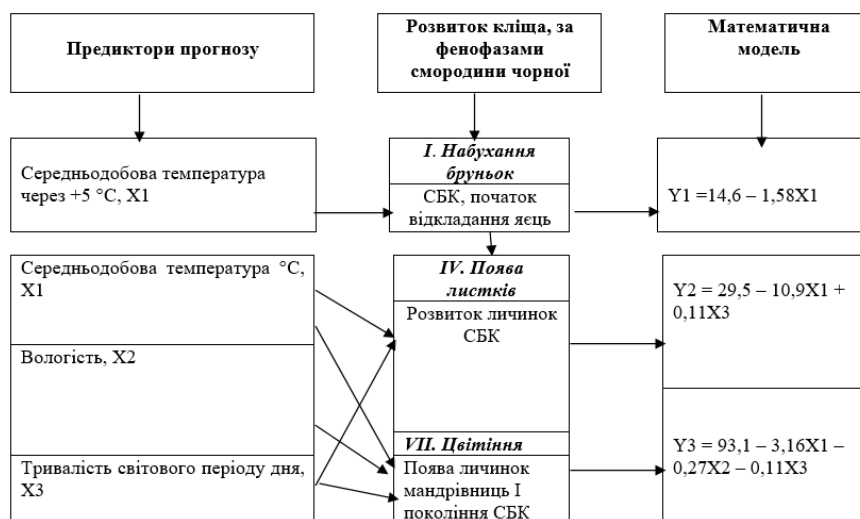 Предиктори прогнозу
Розвиток кліща, за
фенофазами
смородини чорної
Математична
модель
Середньодобова температура
через +5 °С, Х1
І. Набухання
бруньок
СБК, початок
відкладання яєць
Y1 =14,6 – 1,58X1
Середньодобова температура °С,
Х1
IV. Поява
листків
Розвиток личинок
СБК
Y2 = 29,5 – 10,9X1 +
0,11X3
Вологість, Х2
VII. Цвітіння
Поява личинок
мандрівниць І
покоління СБК
Y3 = 93,1 – 3,16X1–
0,27X2 – 0,11X3
Тривалість світового періоду дня,
Х3